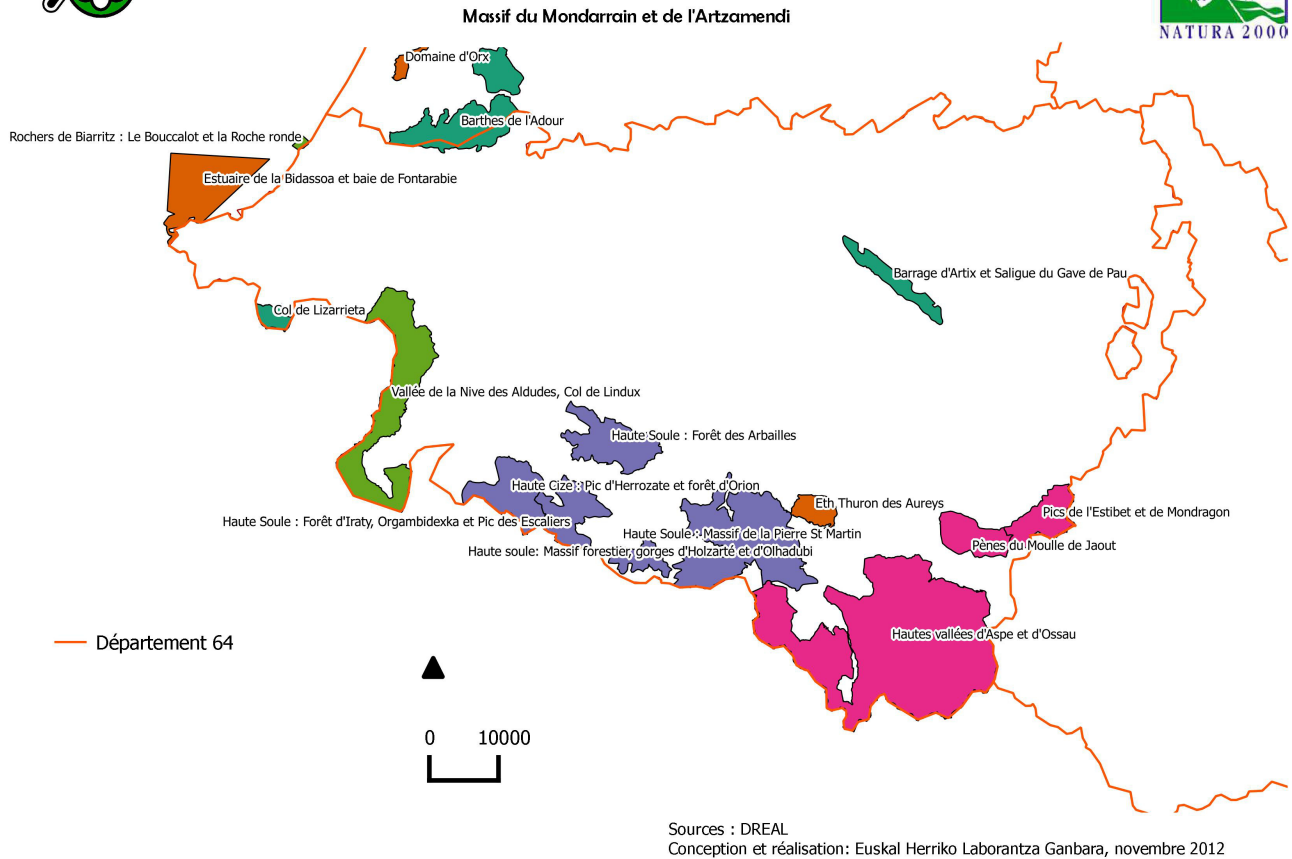 Massif du Mondarrain et de l'Artzamendi
NATURA 2000
Domaine d'Orx
Barthes de l'Adour
Rochers de Biarritz : Le Bouccalot et la Roche ronde
Estuaire de la Bidassoa et baie de Fontarabie
Barrage d'Artix et Saligue du Gave de Pau
Col de Lizarrieta
Vallée de la Nive des Aldudes, Col de Lindux
Haute Soule : Forêt des Arbailles
Haute Cize : Pic d'Herrozate et forêt d'Orion
Eth Thuron des Aureys
Pics de l'Estibet et de Mondragon
Haute Soule : Forêt d'Iraty, Orgambidexka et Pic des Escaliers
Haute Soule : Massif de la Pierre St Martin
Pènes du Moulle de Jaout
Haute soule: Massif forestier, gorges d'Holzarté et d'Olhadubi
Hautes vallées d'Aspe et d'Ossau
Département 64
0 10000
Sources : DREAL
Conception et réalisation: Euskal Herriko Laborantza Ganbara, novembre 2012